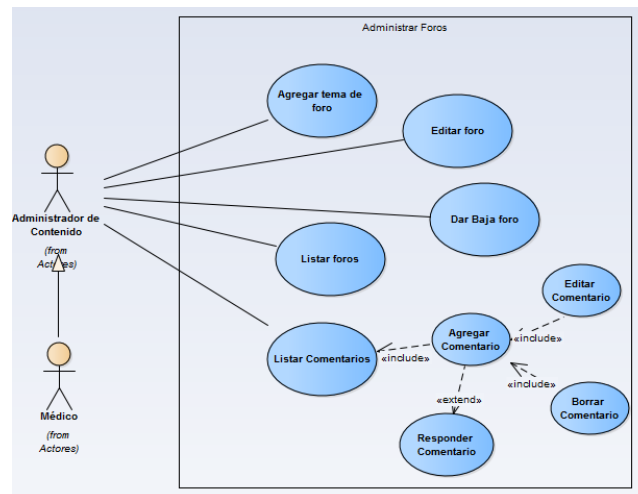 Administrar Foros
Agregar tema de
foro
Editar foro
Administrador de
Contenido
(from
Actores)
Dar Baja foro
Listar foros
Editar
Comentario
Agregar
Comentario
Listar Comentarios
«include»
«include»
«include»
«extend»
Borrar
Comentario
Médico
(from
Actores)
Responder
Comentario